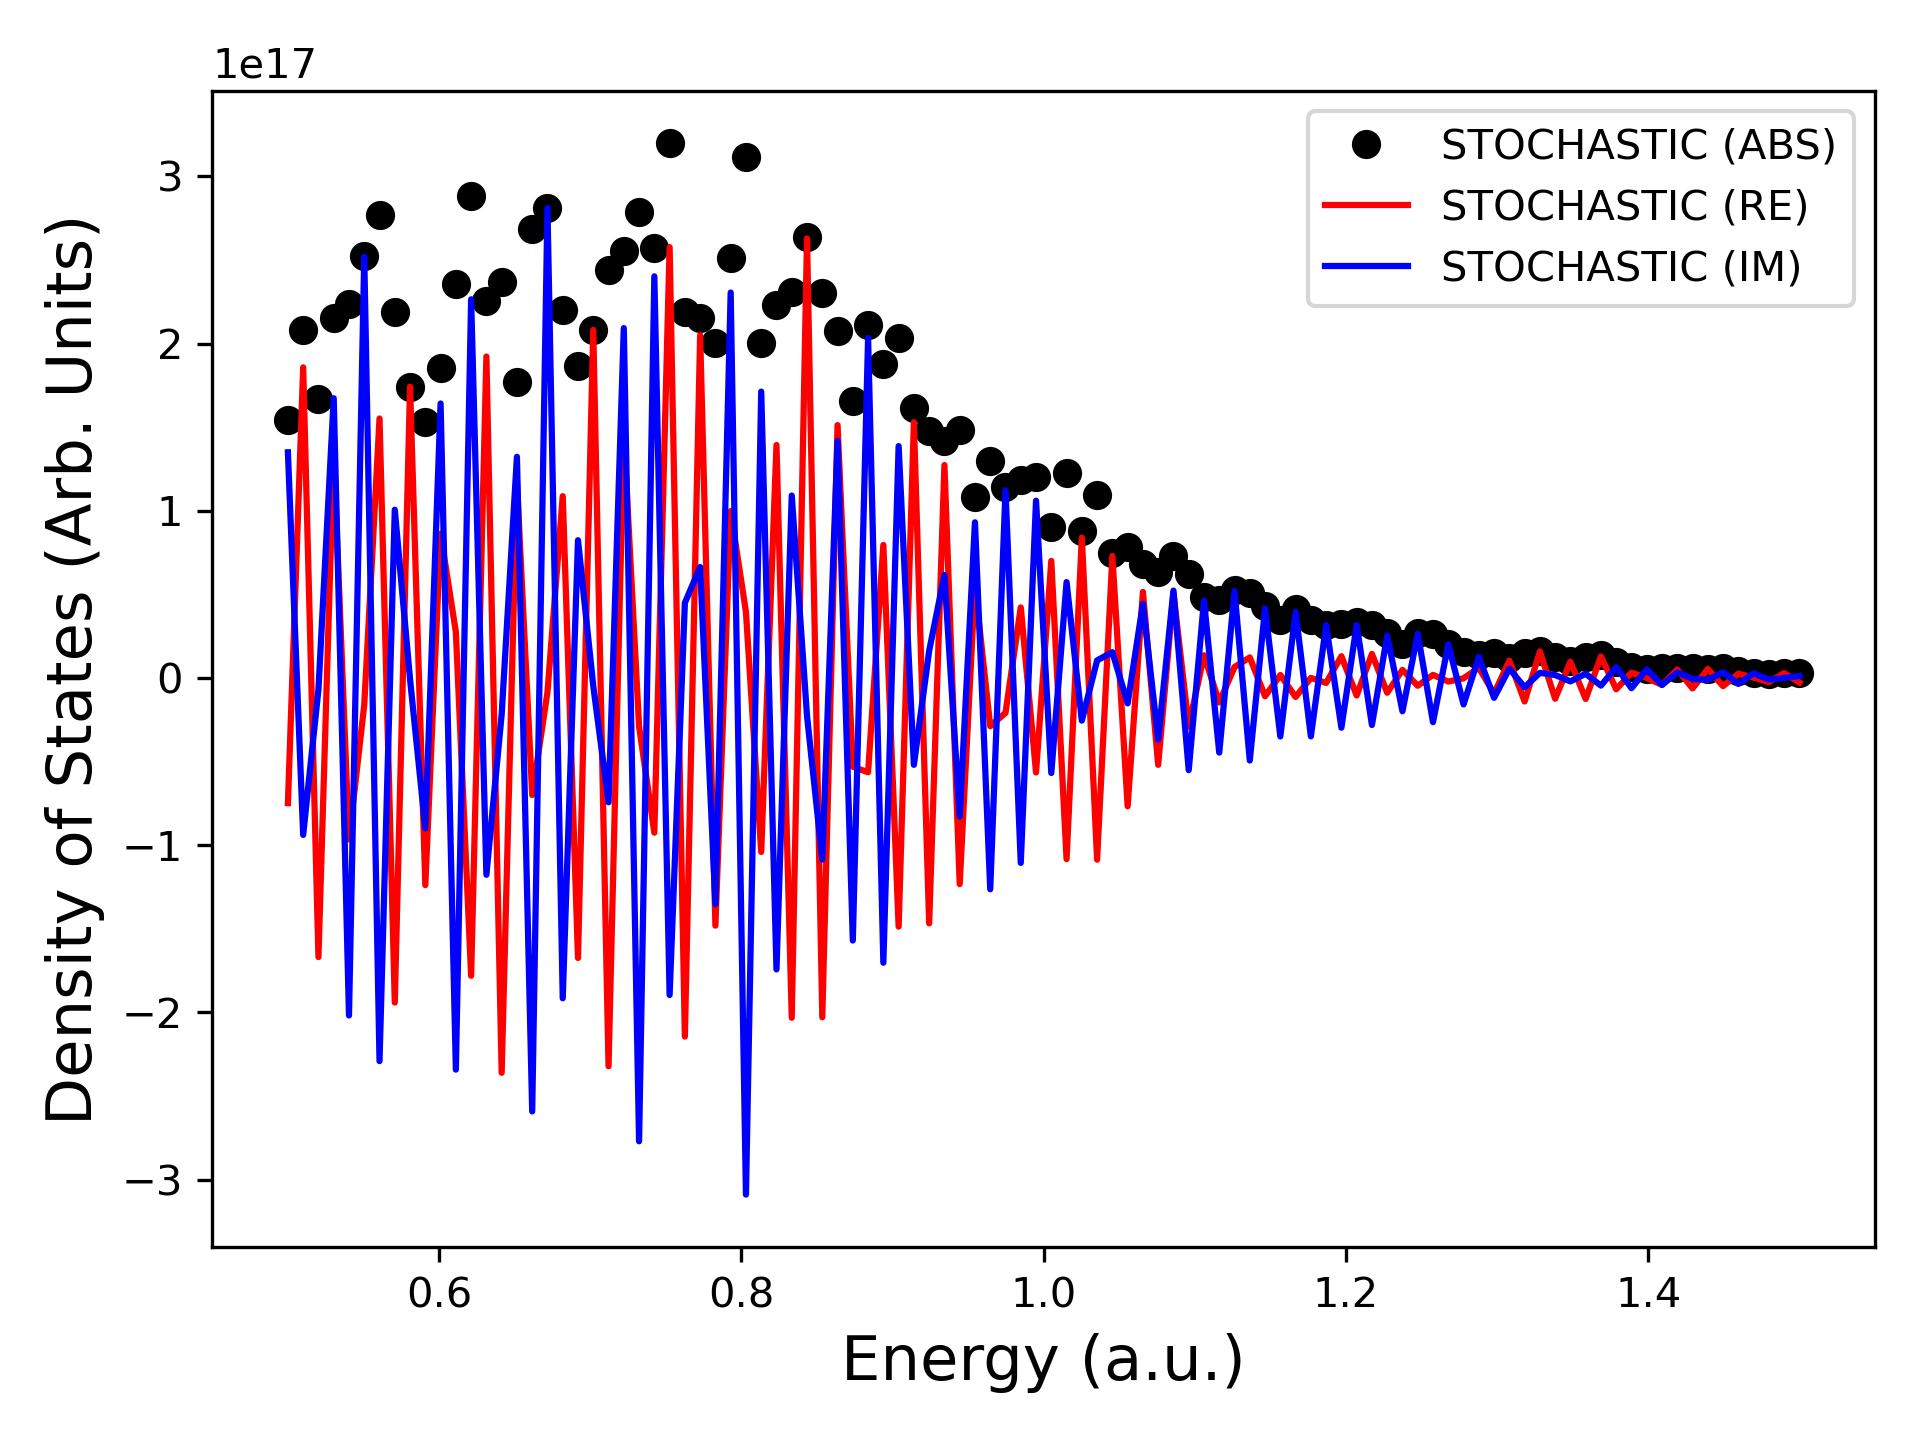 1e17
STOCHASTIC (ABS)
STOCHASTIC (RE)
STOCHASTIC (IM)
Density of States (Arb. Units)
3
2
1
0
−1
−2
−3
0.6 0.8 1.0 1.2 1.4
Energy (a.u.)